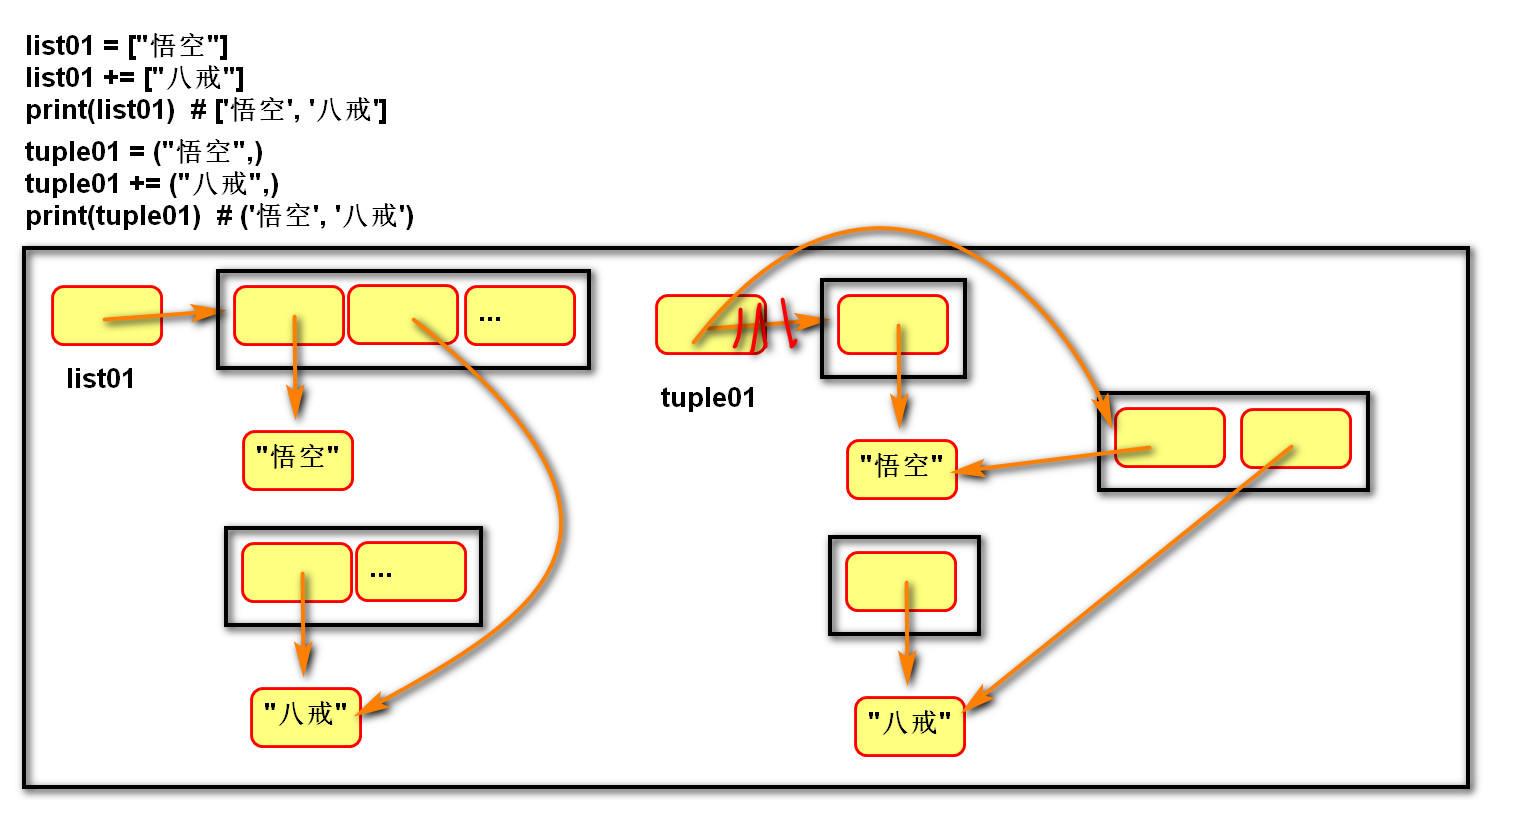 list01 = ["悟空"]
list01 += ["八戒"]
print(list01)  # ['悟空', '八戒']
tuple01 = ("悟空",)
tuple01 += ("八戒",)
print(tuple01)  # ('悟空', '八戒')
...
list01
tuple01
"悟空"
"悟空"
...
"八戒"
"八戒"